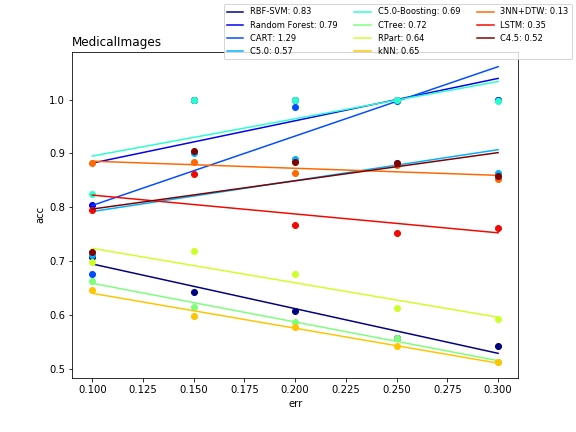 RBF-SVM: 0.83
Random Forest: 0.79
CART: 1.29
C5.0: 0.57
C5.0-Boosting: 0.69
CTree: 0.72
RPart: 0.64
kNN: 0.65
3NN+DTW: 0.13
LSTM: 0.35
C4.5: 0.52
MedicalImages
acc
1.0
0.9
0.8
0.7
0.6
0.5
0.100 0.125 0.150 0.175 0.200 0.225 0.250 0.275 0.300
err